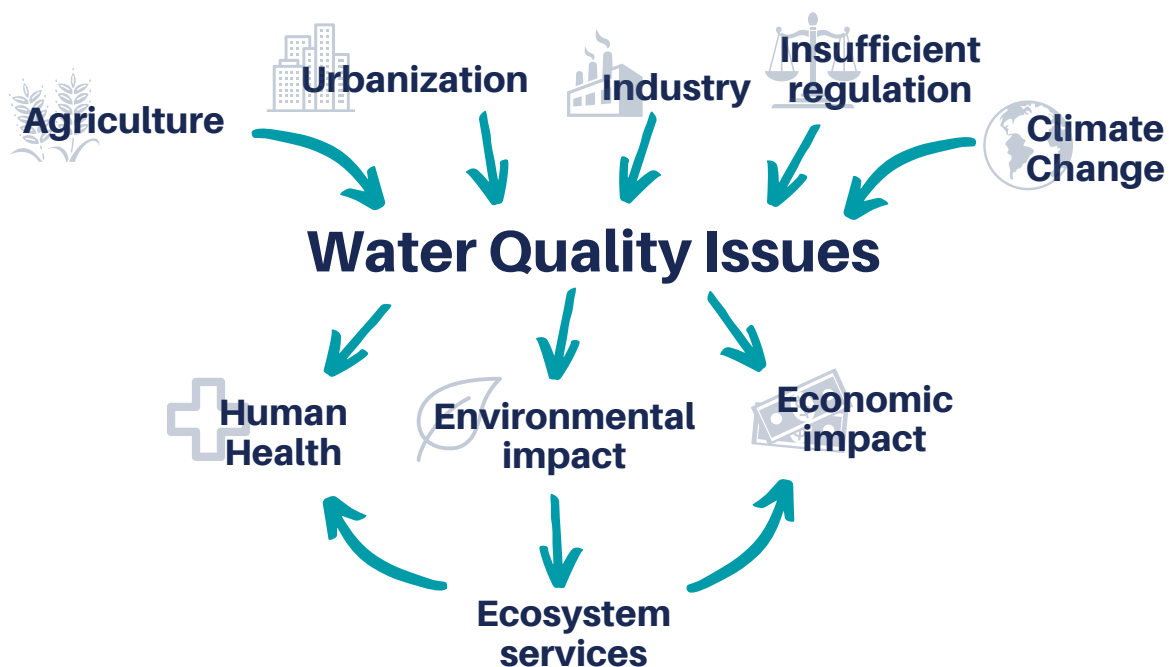 Agriculture
Urbanization
Industry
Insufficient
regulation
Climate
Change
Water Quality Issues
Human
Health
Environmental
impact
Economic
impact
Ecosystem
services